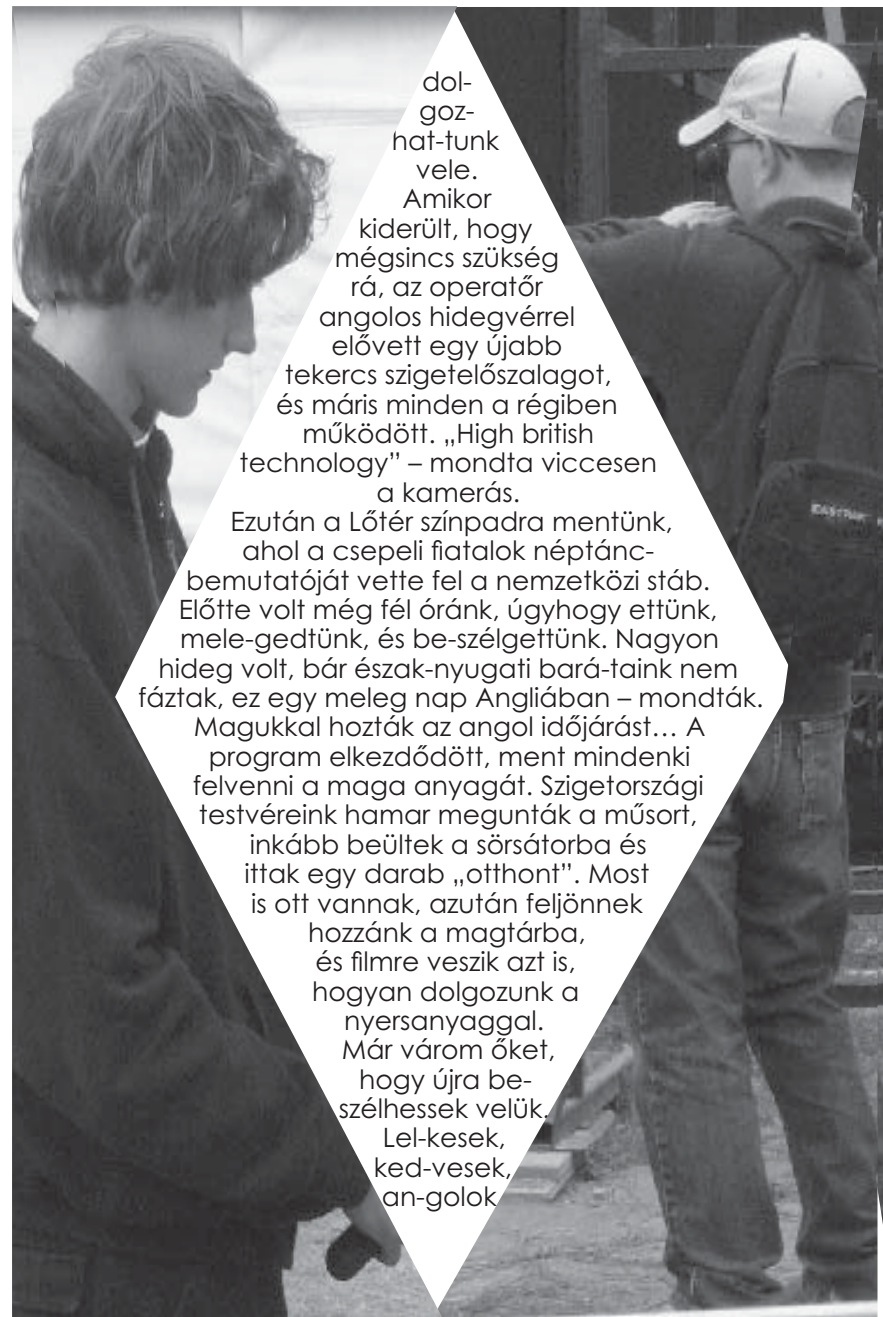 dol-
goz-
hat-tunk
vele.
Amikor
kiderült, hogy
mégsincs szükség
rá, az operatőr
angolos hidegvérrel
elővett egy újabb
tekercs szigetelőszalagot,
és máris minden a régiben
működött. „High british
technology” – mondta viccesen
a kamerás.
Ezután a Lőtér színpadra mentünk,
ahol a csepeli fiatalok néptánc-
bemutatóját vette fel a nemzetközi stáb.
Előtte volt még fél óránk, úgyhogy ettünk,
mele-gedtünk, és be-szélgettünk. Nagyon
hideg volt, bár észak-nyugati bará-taink nem
fáztak, ez egy meleg nap Angliában – mondták.
Magukkal hozták az angol időjárást… A
program elkezdődött, ment mindenki
felvenni a maga anyagát. Szigetországi
testvéreink hamar megunták a műsort,
inkább beültek a sörsátorba és
ittak egy darab „otthont”. Most
is ott vannak, azután feljönnek
hozzánk a magtárba,
és filmre veszik azt is,
hogyan dolgozunk a
nyersanyaggal.
Már várom őket,
hogy újra be-
szélhessek velük.
Lel-kesek,
ked-vesek,
an-golok
EASTPAK